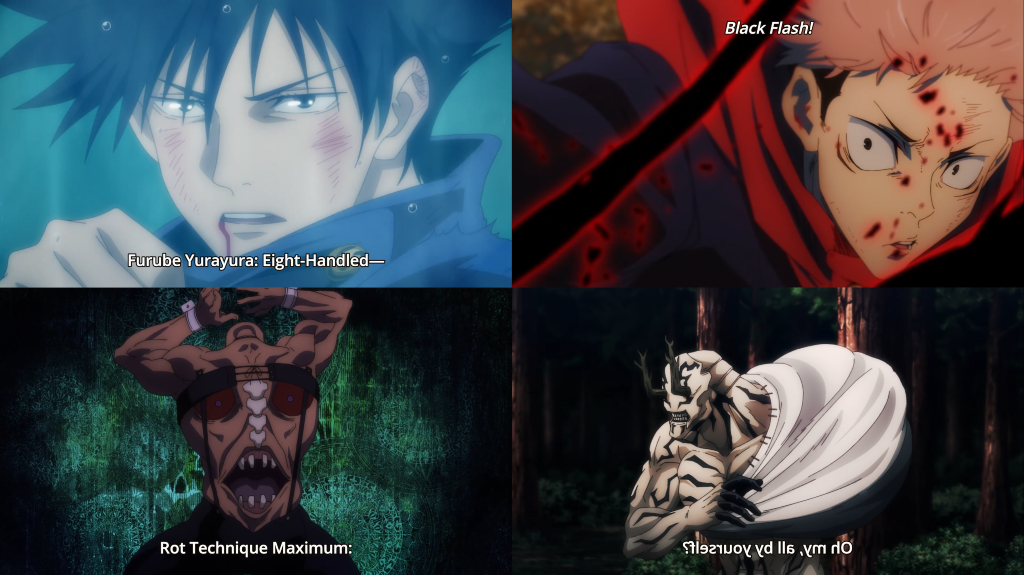 Black Flash!
Furube Yurayura: Eight-Handled—
Rot Technique Maximum:
Oh my, all by yourself?